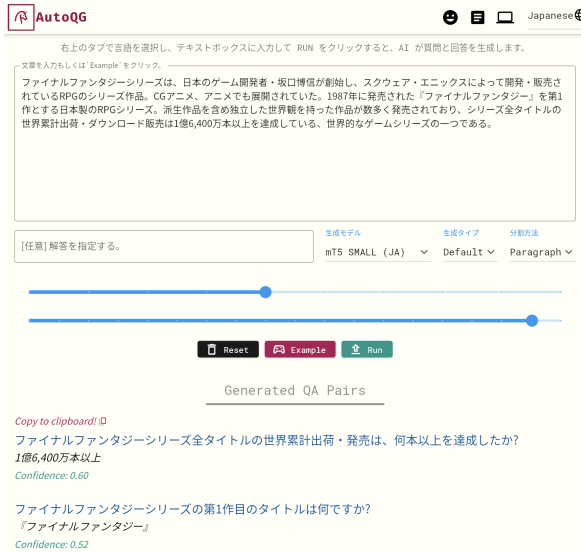 AutoQG
Japanese
右上のタブで言語を選択し、テキストボックスに入力して RUN をクリックすると、AI が質問と回答を生成します。
文章を入力もしくは`Example`をクリック。
ファイナルファンタジーシリーズは、日本のゲーム開発者・坂口博信が創始し、スクウェア・エニックスによって開発・販売さ
れているRPGのシリーズ作品。CGアニメ、アニメでも展開されていた。1987年に発売された『ファイナルファンタジー』を第1
作とする日本製のRPGシリーズ。派生作品を含め独立した世界観を持った作品が数多く発売されており、シリーズ全タイトルの
世界累計出荷・ダウンロード販売は1億6,400万本以上を達成している、世界的なゲームシリーズの一つである。
[任意] 解答を指定する。
生成モデル
mT5 SMALL (JA)
生成タイプ
Default
分割方法
Paragraph
Reset
Example
Run
Generated QA Pairs
Copy to clipboard!
ファイナルファンタジーシリーズ全タイトルの世界累計出荷・発売は、何本以上を達成したか?
1億6,400万本以上
Confidence: 0.60
ファイナルファンタジーシリーズの第1作目のタイトルは何ですか?
『ファイナルファンタジー』
Confidence: 0.52